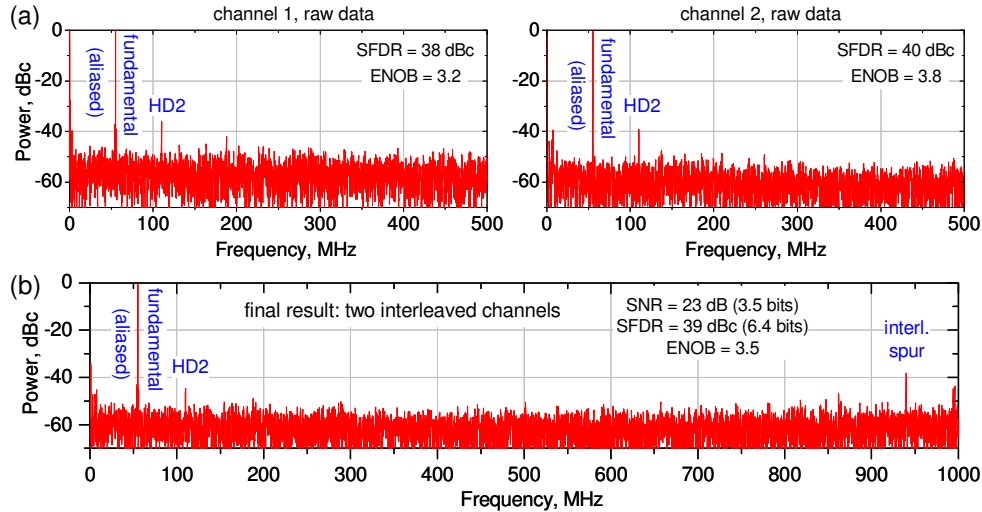 (a)
channel 1, raw data
channel 2, raw data
Power, dBc
0
-20
-40
-60
fundamental
(aliased)
HD2
SFDR = 38 dBc
ENOB = 3.2
0 100 200 300 400 500
Frequency, MHz
0
-20
-40
-60
fundamental
(aliased)
HD2
SFDR = 40 dBc
ENOB = 3.8
0 100 200 300 400 500
Frequency, MHz
(b)
Power, dBc
0
-20
-40
-60
fundamental
(aliased)
HD2
final result: two interleaved channels
SNR = 23 dB (3.5 bits)
SFDR = 39 dBc (6.4 bits)
ENOB = 3.5
interl.
spur
0 100 200 300 400 500 600 700 800 900 1000
Frequency, MHz